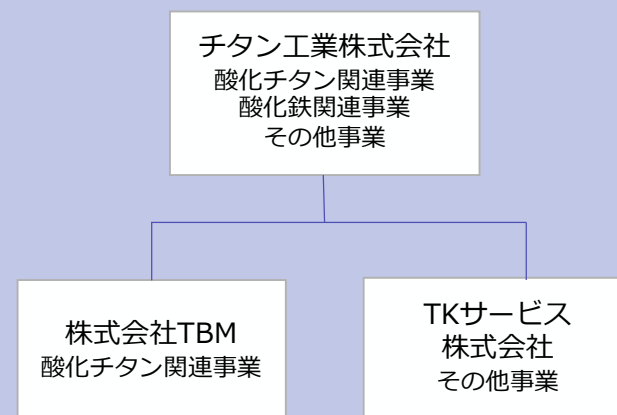 チタン工業株式会社
酸化チタン関連事業
酸化鉄関連事業
その他事業
株式会社TBM
酸化チタン関連事業
TKサービス
株式会社
その他事業